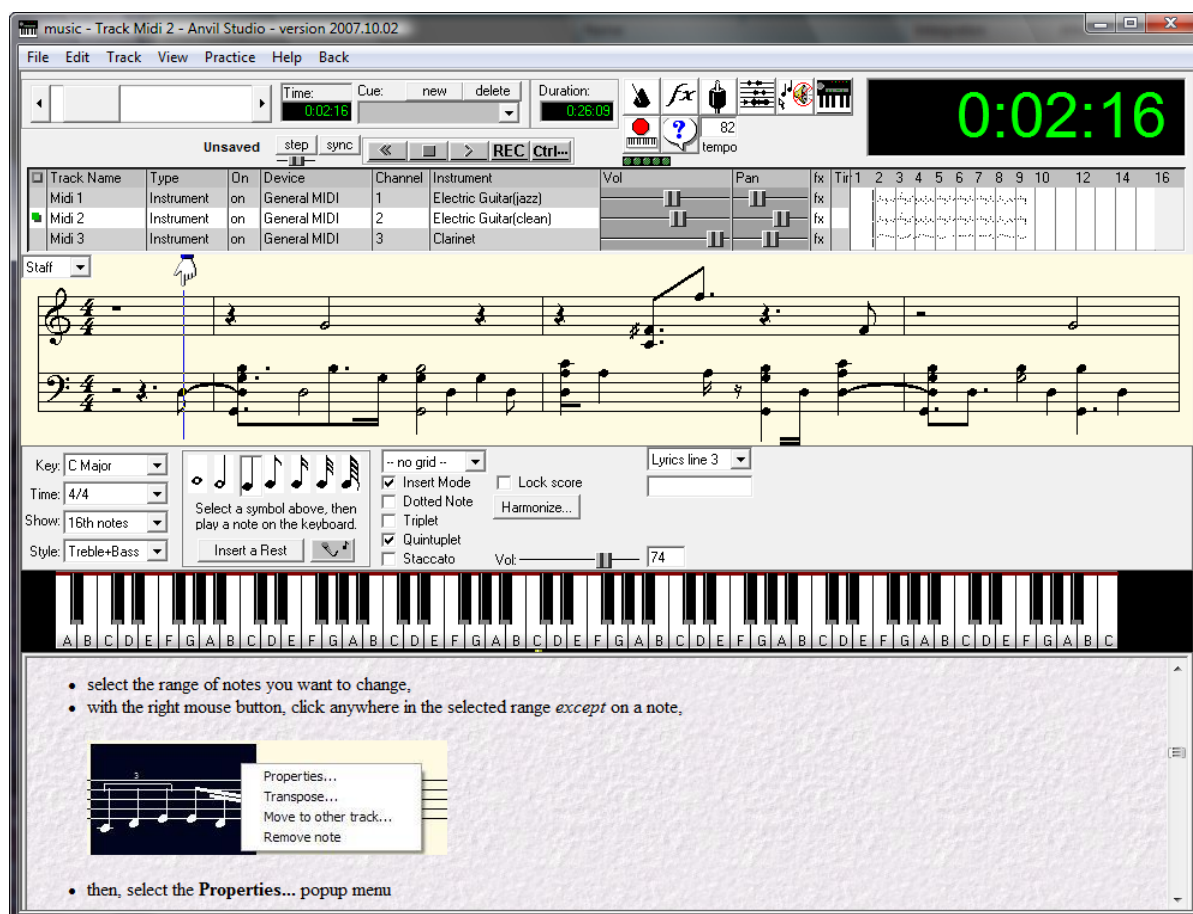 music - Track Midi 2 - Anvil Studio - version 2007.10.02
File Edit Track View Practice Help Back
Time: Cue: new delete Duration:
0:02:16 0:26:09
0:02:16
82
tempo
Unsaved step sync REC Ctrl...
Track Name Type On Device Channel Instrument Vol Pan fx Tir 1 2 3 4 5 6 7 8 9 10 12 14 16
Midi 1 Instrument on General MIDI 1 Electric Guitar(jazz) fx
Midi 2 Instrument on General MIDI 2 Electric Guitar(clean) fx
Midi 3 Instrument on General MIDI 3 Clarinet fx
Staff
Key: C Major
Time: 4/4
Show: 16th notes
Style: Treble+Bass
Select a symbol above, then
play a note on the keyboard.
Insert a Rest
-- no grid --
Insert Mode
Dotted Note
Triplet
Quintuplet
Staccato
Lock score
Harmonize...
Vol: 74
Lyrics line 3
A B C D E F G A B C D E F G A B C D E F G A B C D E F G A B C D E F G A B C D E F G A B C D E F G A B C
• select the range of notes you want to change,
• with the right mouse button, click anywhere in the selected range except on a note,
3
Properties...
Transpose...
Move to other track...
Remove note
• then, select the Properties... popup menu